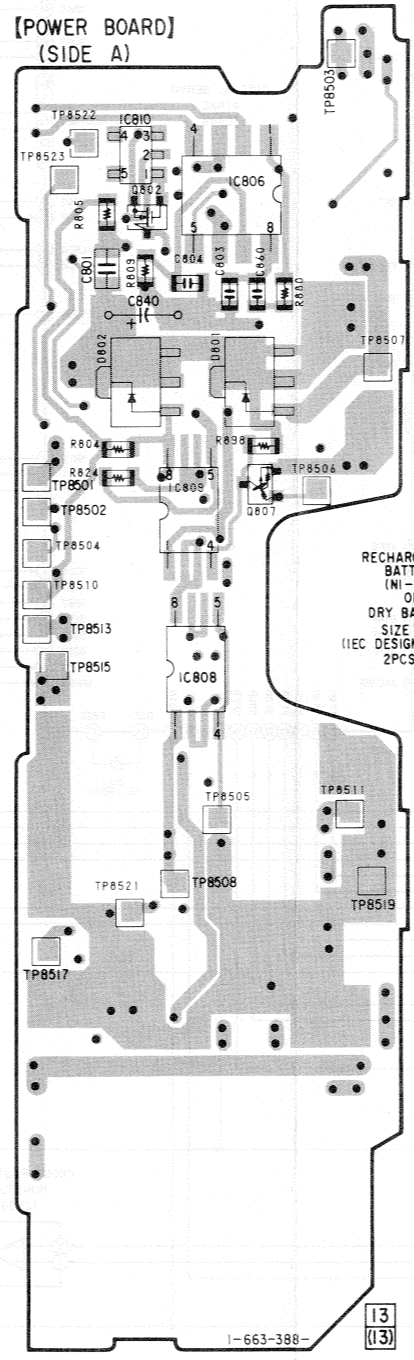 [POWER BOARD]
(SIDE A)
TP8503
TP8522
IC810
4 3
2
5 1
TP8523
Q802
4 1
IC806
5 8
R805
C801
R809
C804
C803
C860
R880
C840
+
D802
D801
TP8507
R804
R898
R824
8 5
IC809
4
Q807
TP8506
TP8501
TP8502
TP8504
TP8510
TP8513
TP8515
RECHARG
BATT
(NI-
O
DRY BA
SIZE
(IEC DESIGN
2PCS
8 5
IC808
1 4
TP8505
TP8511
TP8508
TP8521
TP8519
TP8517
1-663-388-
13
(13)